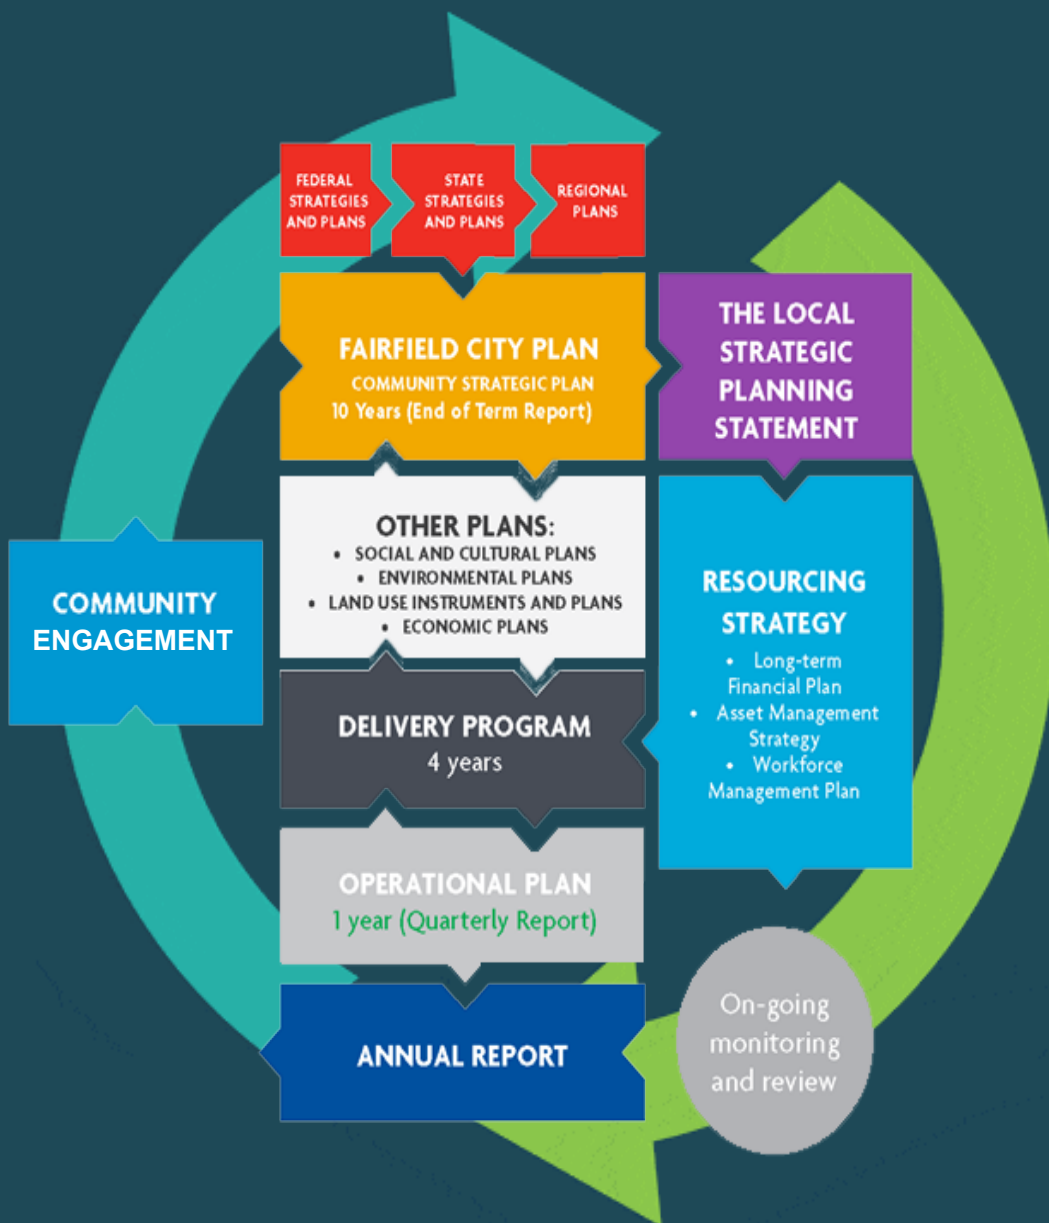 FEDERAL
STRATEGIES
AND PLANS
STATE
STRATEGIES
AND PLANS
REGIONAL
PLANS
FAIRFIELD CITY PLAN
COMMUNITY STRATEGIC PLAN
10 Years (End of Term Report)
THE LOCAL
STRATEGIC
PLANNING
STATEMENT
OTHER PLANS:
• SOCIAL AND CULTURAL PLANS
• ENVIRONMENTAL PLANS
• LAND USE INSTRUMENTS AND PLANS
• ECONOMIC PLANS
COMMUNITY
ENGAGEMENT
RESOURCING
STRATEGY
• Long-term
Financial Plan
• Asset Management
Strategy
• Workforce
Management Plan
DELIVERY PROGRAM
4 years
OPERATIONAL PLAN
1 year (Quarterly Report)
ANNUAL REPORT
On-going
monitoring
and review